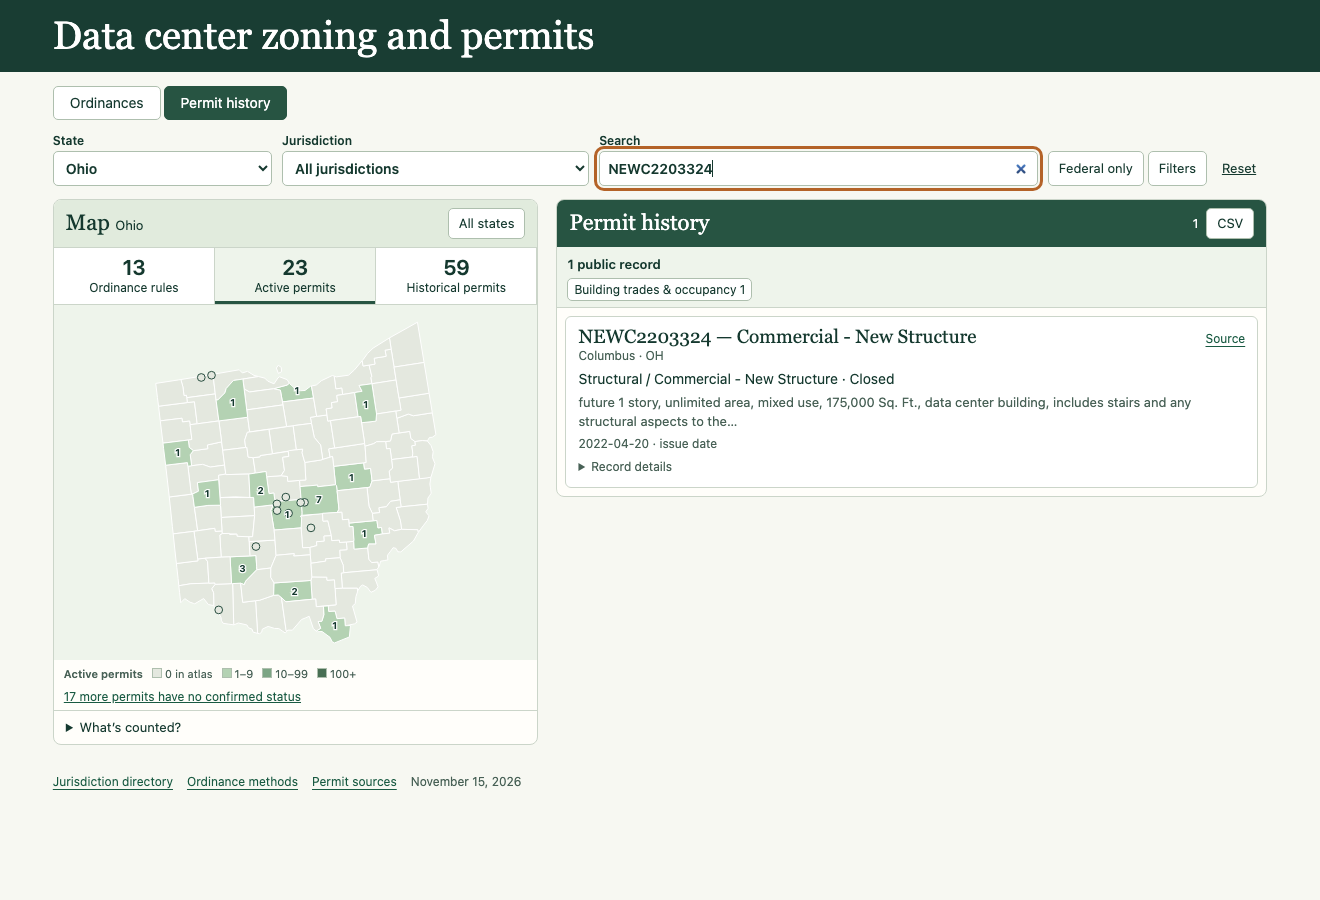 Data center zoning and permits
Ordinances
Permit history
State
Jurisdiction
Search
Ohio
All jurisdictions
NEWC2203324
Federal only
Filters
Reset
Map Ohio
All states
13
Ordinance rules
23
Active permits
59
Historical permits
1
1
1
1
1
2
1
7
1
1
3
2
1
Active permits 0 in atlas 1–9 10–99 100+
17 more permits have no confirmed status
What's counted?
Permit history
1
CSV
1 public record
Building trades & occupancy 1
NEWC2203324 — Commercial - New Structure
Source
Columbus · OH
Structural / Commercial - New Structure · Closed
future 1 story, unlimited area, mixed use, 175,000 Sq. Ft., data center building, includes stairs and any
structural aspects to the…
2022-04-20 · issue date
Record details
Jurisdiction directory
Ordinance methods
Permit sources
November 15, 2026